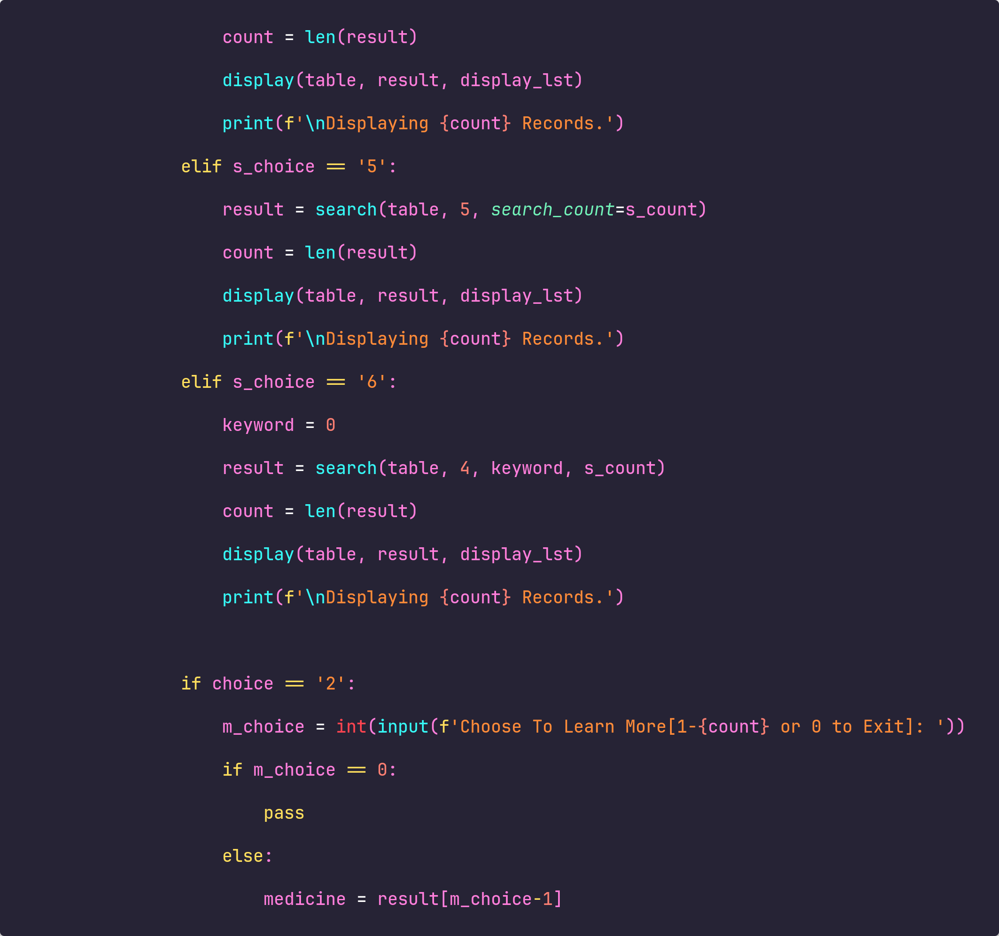 count = len(result)
display(table, result, display_lst)
print(f'\nDisplaying {count} Records.')
elif s_choice == '5':
result = search(table, 5, search_count=s_count)
count = len(result)
display(table, result, display_lst)
print(f'\nDisplaying {count} Records.')
elif s_choice == '6':
keyword = 0
result = search(table, 4, keyword, s_count)
count = len(result)
display(table, result, display_lst)
print(f'\nDisplaying {count} Records.')
if choice == '2':
m_choice = int(input(f'Choose To Learn More[1-{count} or 0 to Exit]: '))
if m_choice == 0:
pass
else:
medicine = result[m_choice-1]